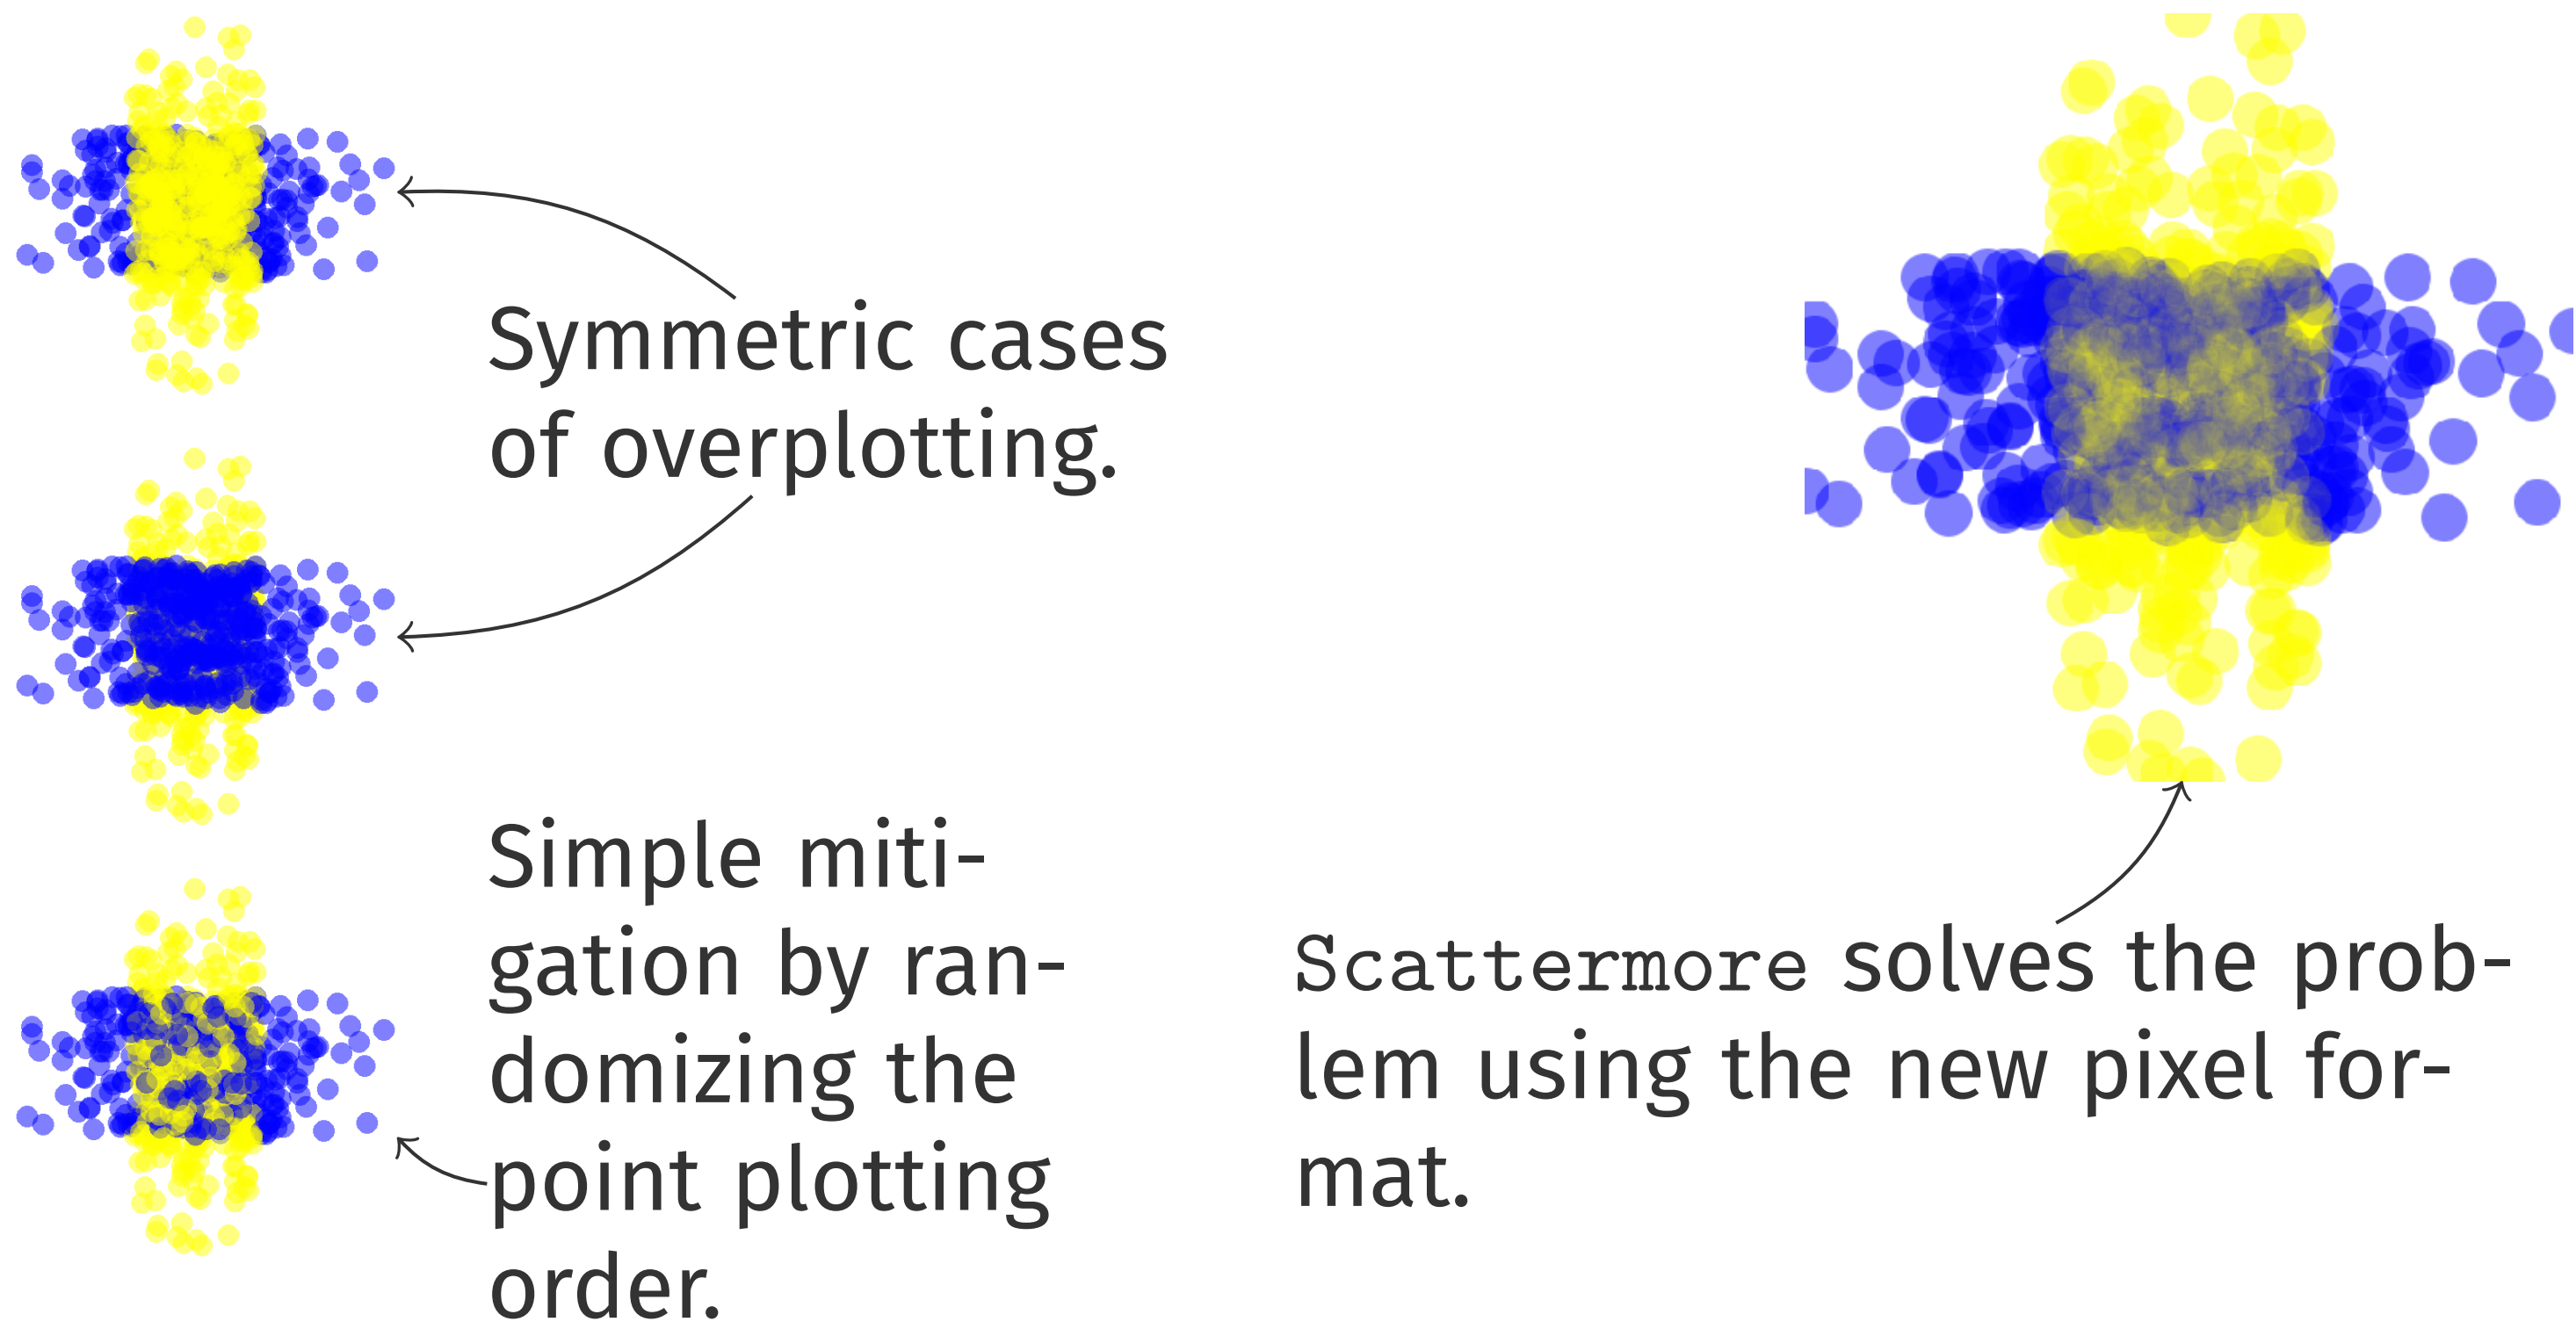 Symmetric cases
of overplotting.
Simple miti-
gation by ran-
domizing the
point plotting
order.
Scattermore solves the prob-
lem using the new pixel for-
mat.